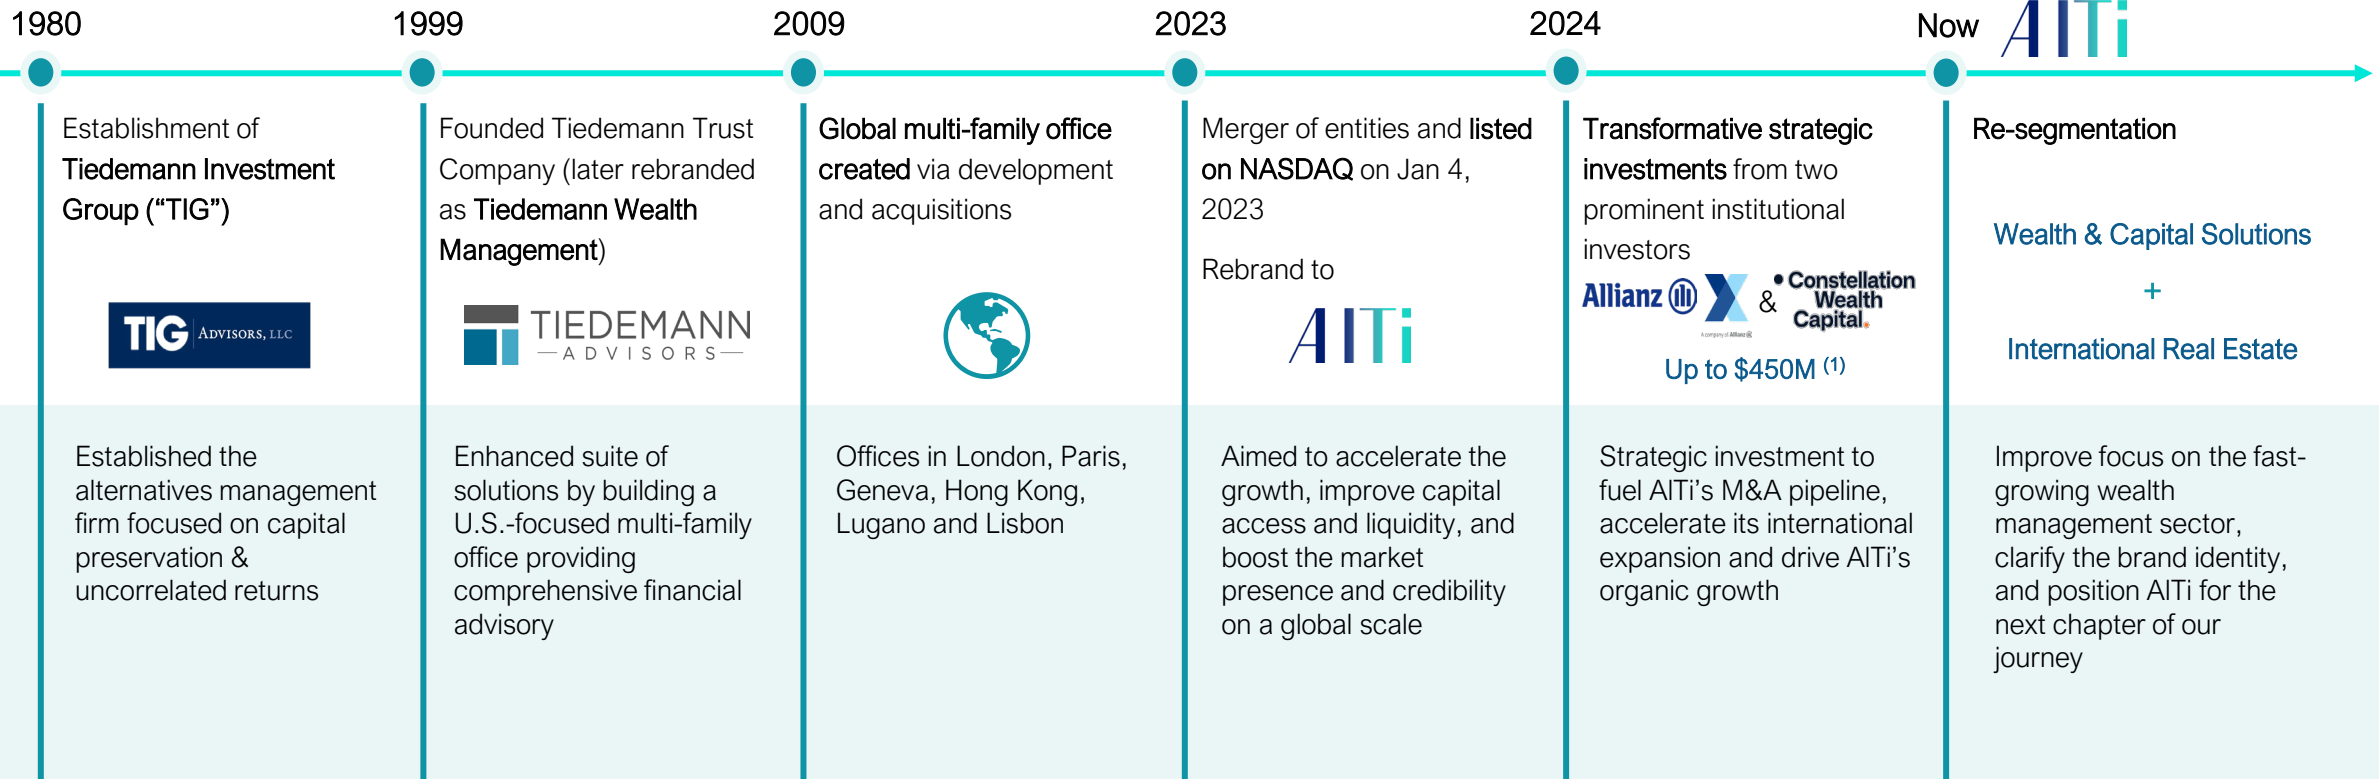 1980
1999
2009
2023
2024
Now
AlTi
Establishment of
Tiedemann Investment
Group (“TIG”)
TIG ADVISORS, LLC
Established the
alternatives management
firm focused on capital
preservation &
uncorrelated returns
Founded Tiedemann Trust
Company (later rebranded
as Tiedemann Wealth
Management)
TIEDEMANN
ADVISORS
Enhanced suite of
solutions by building a
U.S.-focused multi-family
office providing
comprehensive financial
advisory
Global multi-family office
created via development
and acquisitions
Offices in London, Paris,
Geneva, Hong Kong,
Lugano and Lisbon
Merger of entities and listed
on NASDAQ on Jan 4,
2023
Rebrand to
AlTi
Aimed to accelerate the
growth, improve capital
access and liquidity, and
boost the market
presence and credibility
on a global scale
Transformative strategic
investments from two
prominent institutional
investors
Allianz X
A company of Allianz
&
Constellation
Wealth
Capital.
Up to $450M (1)
Strategic investment to
fuel AlTi’s M&A pipeline,
accelerate its international
expansion and drive AlTi’s
organic growth
Re-segmentation
Wealth & Capital Solutions
+
International Real Estate
Improve focus on the fast-
growing wealth
management sector,
clarify the brand identity,
and position AlTi for the
next chapter of our
journey